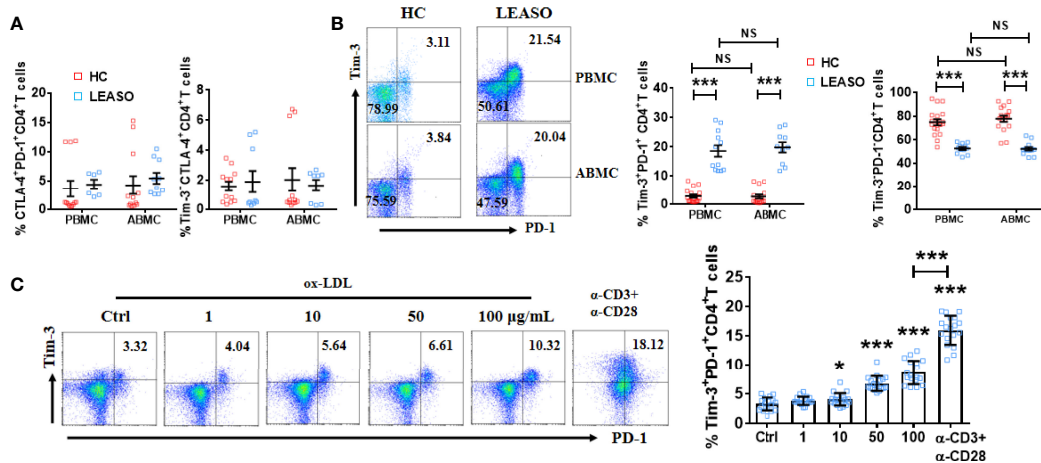 A
HC
LEASO
% CTLA-4⁺PD-1⁺CD4⁺T cells
20
15
10
5
0
PBMC ABMC
% Tim-3⁻CTLA-4⁺CD4⁺T cells
8
6
4
2
0
PBMC ABMC
B
HC LEASO
Tim-3
3.11 21.54
PBMC
78.99 50.61
3.84 20.04
ABMC
75.59 47.59
PD-1
HC
LEASO
% Tim-3⁺PD-1⁺ CD4⁺T cells
50
40
30
20
10
0
NS
NS
*** ***
PBMC ABMC
% Tim-3⁻PD-1⁻CD4⁺T cells
100
80
60
40
20
0
NS
NS
*** ***
PBMC ABMC
HC
LEASO
C
ox-LDL
α-CD3+
α-CD28
Ctrl 1 10 50 100 μg/mL
Tim-3
3.32 4.04 5.64 6.61 10.32 18.12
PD-1
% Tim-3⁺PD-1⁺CD4⁺T cells
25
20
15
10
5
0
* *** *** *** ***
Ctrl 1 10 50 100 α-CD3+
α-CD28